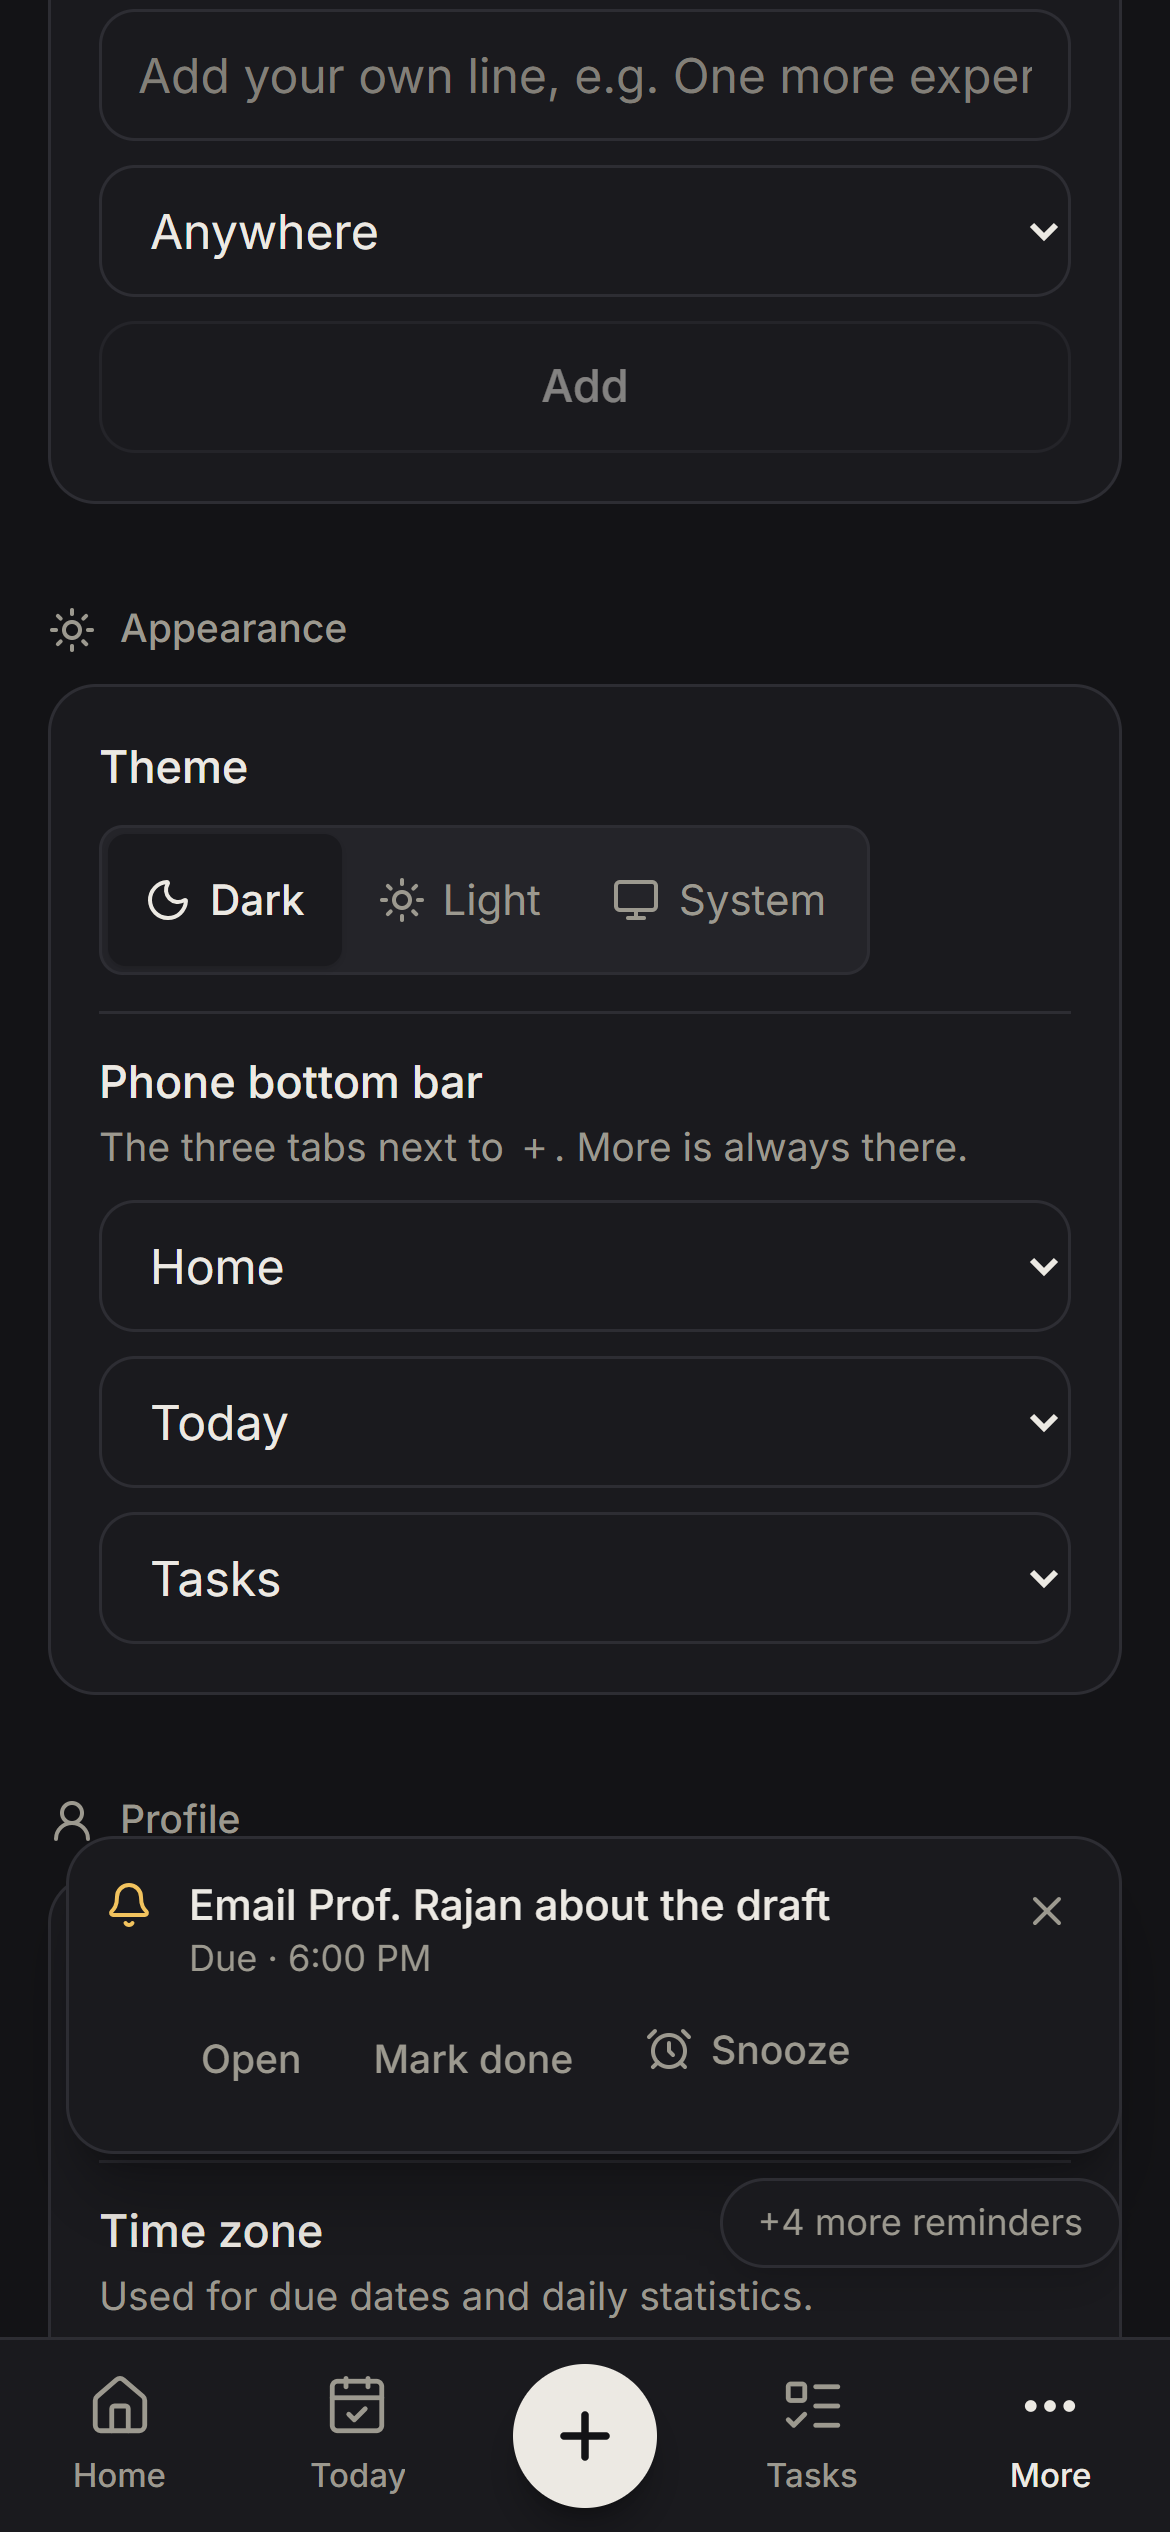 Add your own line, e.g. One more exper
Anywhere
Add
Appearance
Theme
Dark
Light
System
Phone bottom bar
The three tabs next to +. More is always there.
Home
Today
Tasks
Profile
Email Prof. Rajan about the draft
Due · 6:00 PM
Open
Mark done
Snooze
+4 more reminders
Time zone
Used for due dates and daily statistics.
Home
Today
Tasks
More